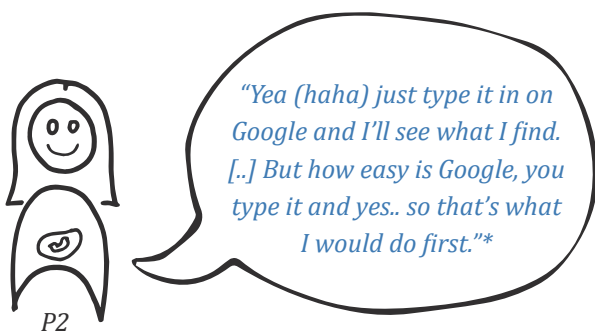 “Yea (haha) just type it in on
Google and I’ll see what I find.
[..] But how easy is Google, you
type it and yes.. so that’s what
I would do first.”*
P2